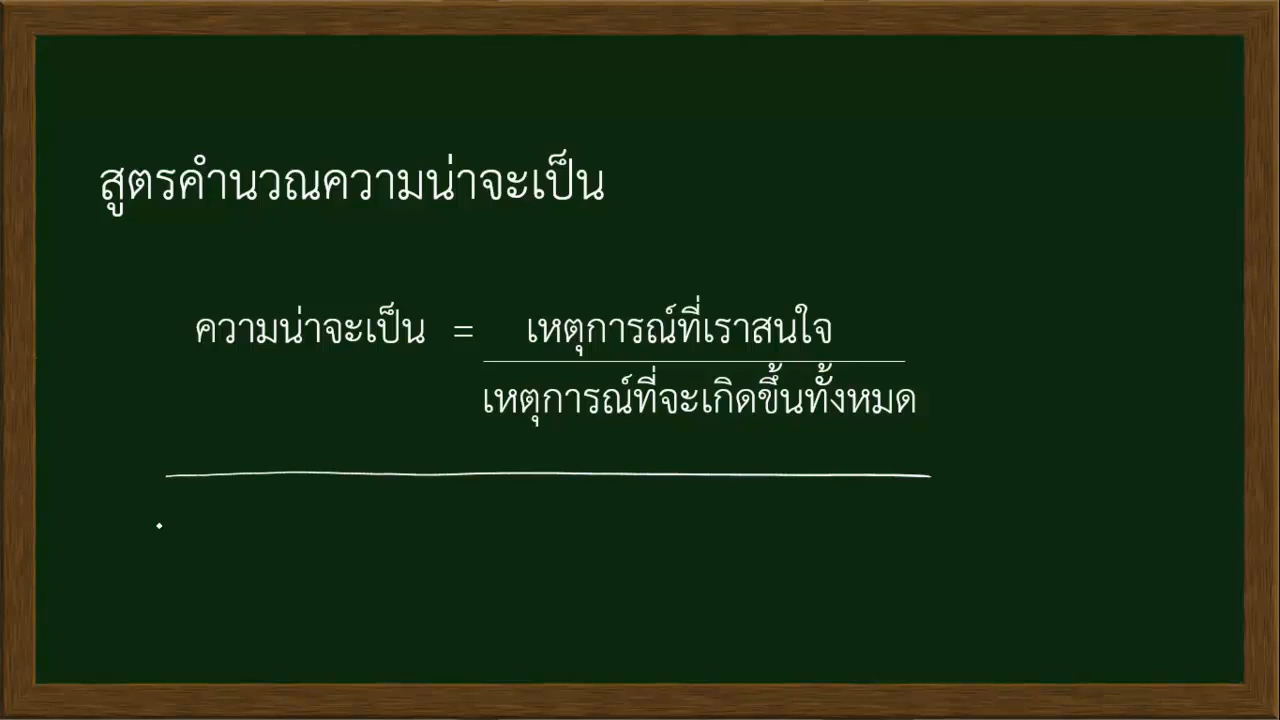 สูตรคำนวณความน่าจะเป็น
ความน่าจะเป็น = เหตุการณ์ที่เราสนใจ
เหตุการณ์ที่จะเกิดขึ้นทั้งหมด